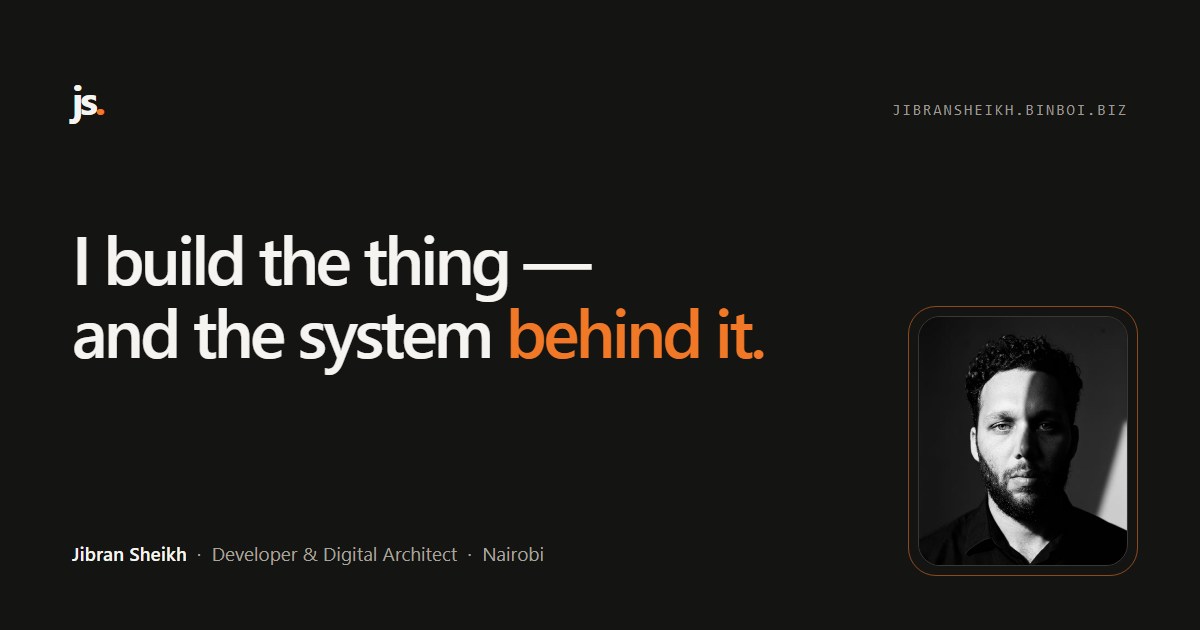 js.
JIBRANSHEIKH.BINBOI.BIZ
I build the thing —
and the system behind it.
Jibran Sheikh · Developer & Digital Architect · Nairobi